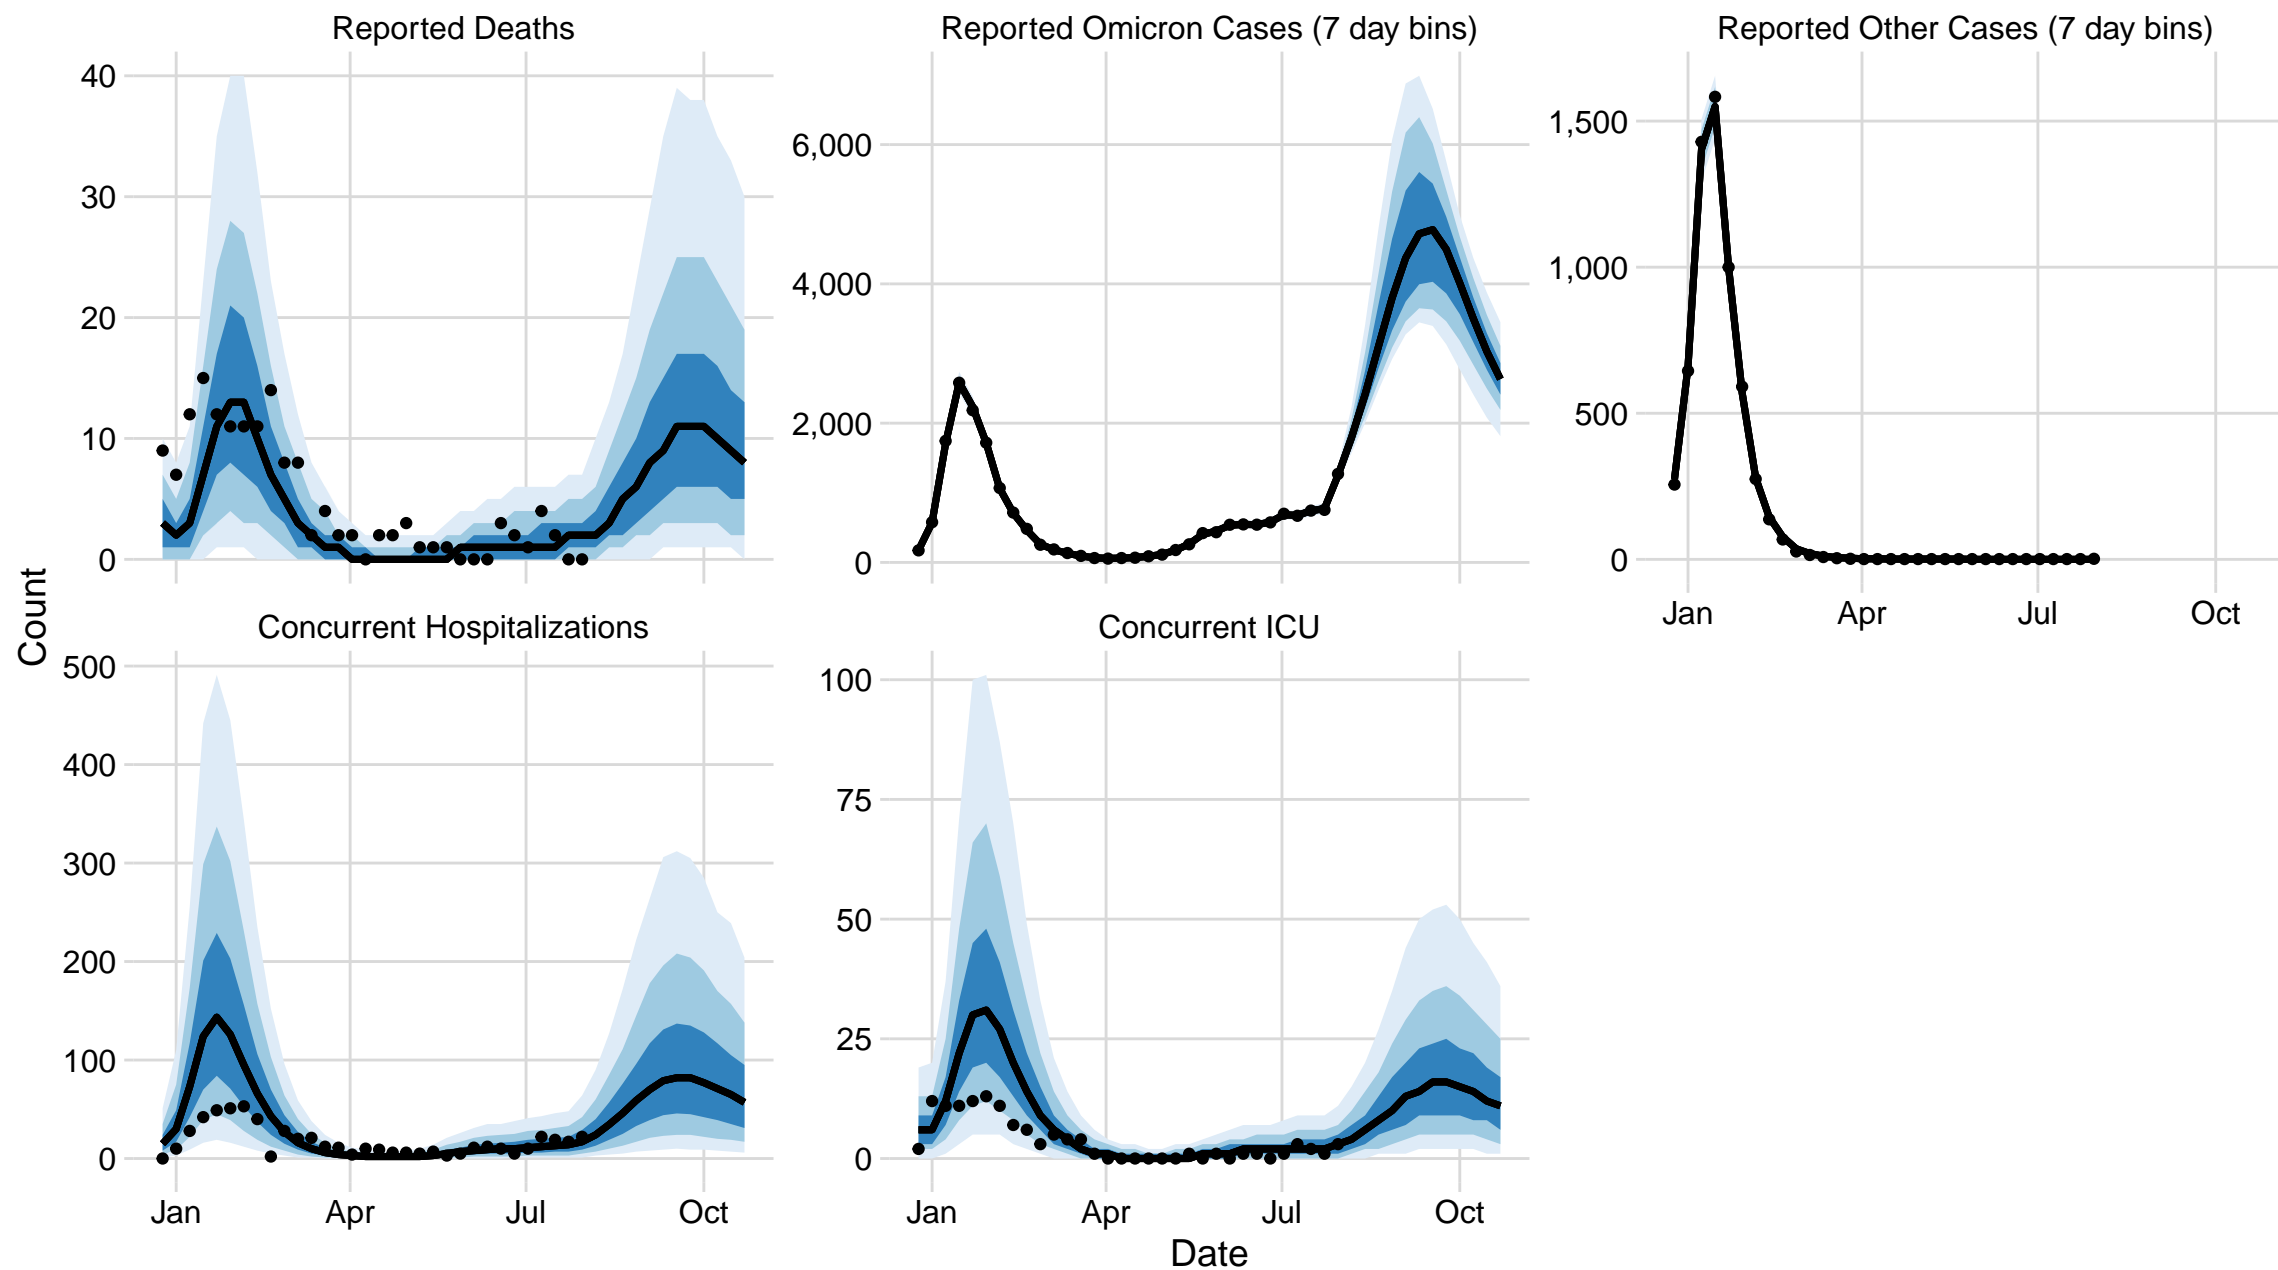 Reported Deaths
Reported Omicron Cases (7 day bins)
Reported Other Cases (7 day bins)
40
30
20
10
0
6,000
4,000
2,000
0
1,500
1,000
500
0
Jan Apr Jul Oct
Count
Concurrent Hospitalizations
Concurrent ICU
500
400
300
200
100
0
100
75
50
25
0
Jan Apr Jul Oct
Jan Apr Jul Oct
Date